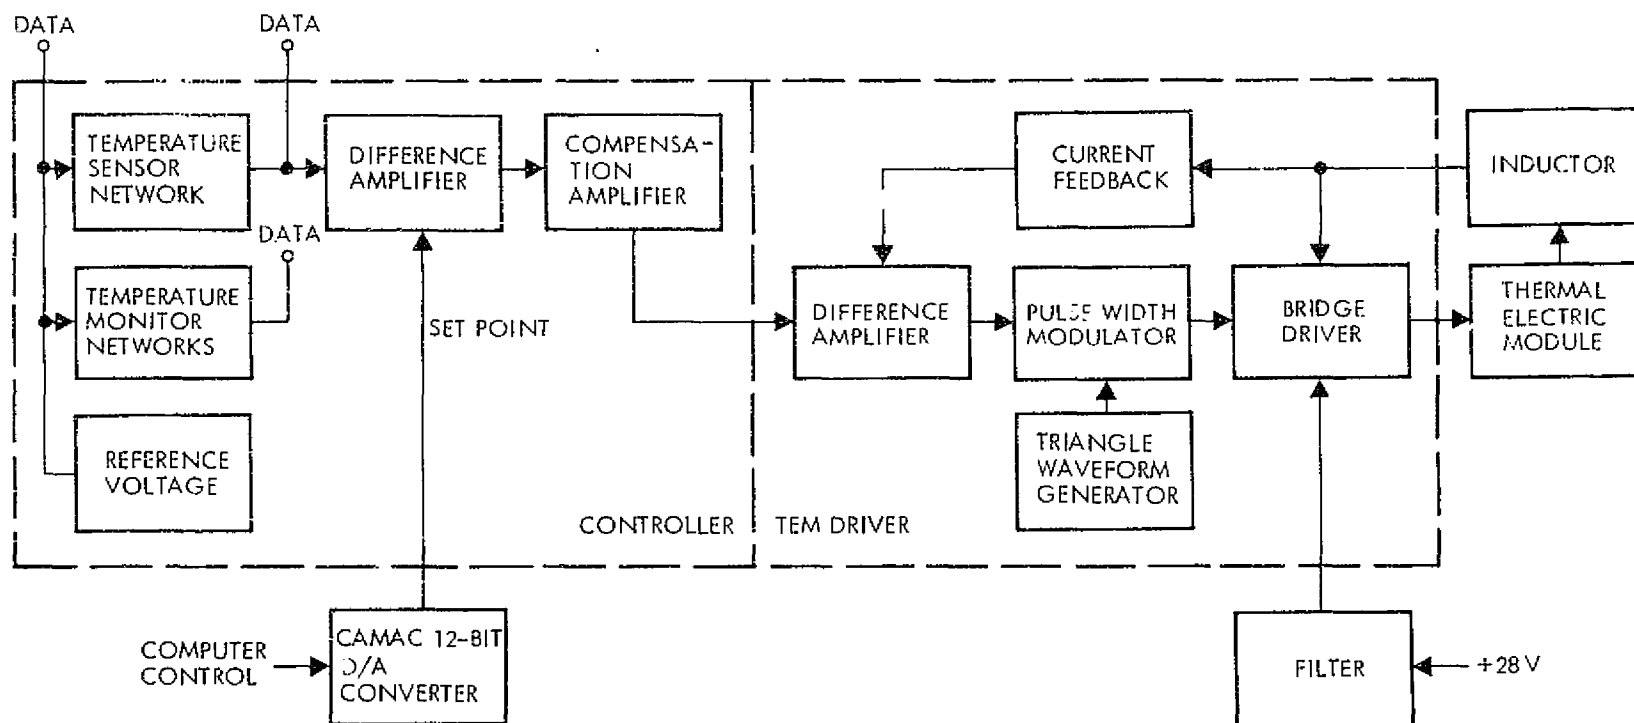 DATA
DATA
TEMPERATURE
SENSOR
NETWORK
DIFFERENCE
AMPLIFIER
COMPENSA-
TION
AMPLIFIER
CURRENT
FEEDBACK
INDUCTOR
DATA
TEMPERATURE
MONITOR
NETWORKS
SET POINT
DIFFERENCE
AMPLIFIER
PULSE WIDTH
MODULATOR
BRIDGE
DRIVER
THERMAL
ELECTRIC
MODULE
REFERENCE
VOLTAGE
TRIANGLE
WAVEFORM
GENERATOR
CONTROLLER
TEM DRIVER
COMPUTER
CONTROL
CAMAC 12-BIT
D/A
CONVERTER
FILTER
+28 V